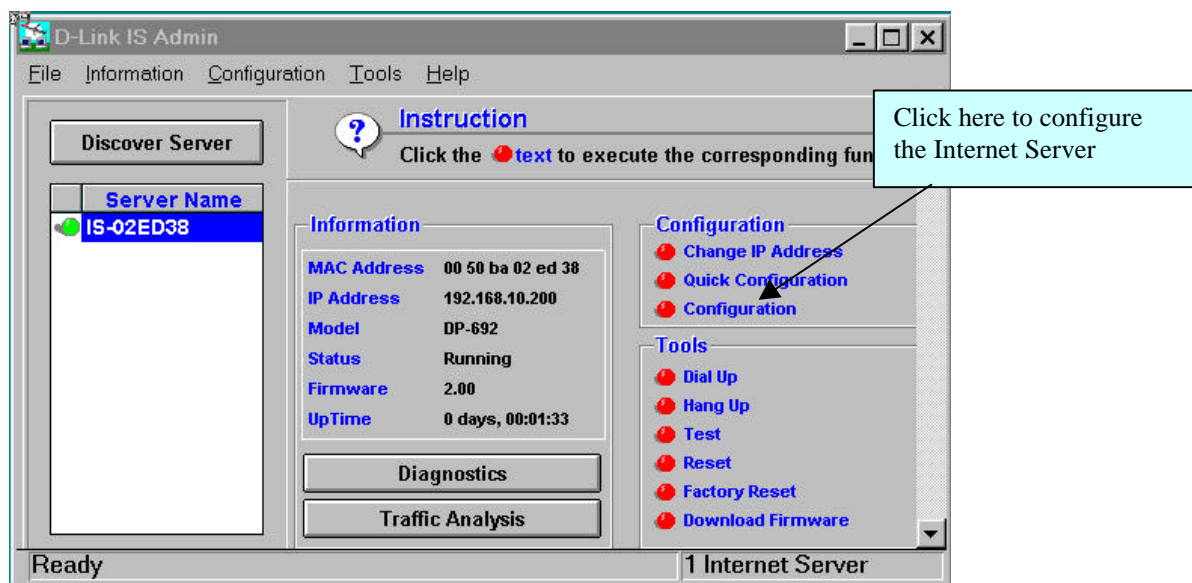 D-Link IS Admin
File Information Configuration Tools Help
Discover Server
Instruction
Click the text to execute the corresponding fun
Click here to configure
the Internet Server
Server Name
IS-02ED38
Information
MAC Address 00 50 ba 02 ed 38
IP Address 192.168.10.200
Model DP-692
Status Running
Firmware 2.00
UpTime 0 days, 00:01:33
Diagnostics
Traffic Analysis
Configuration
Change IP Address
Quick Configuration
Configuration
Tools
Dial Up
Hang Up
Test
Reset
Factory Reset
Download Firmware
Ready
1 Internet Server